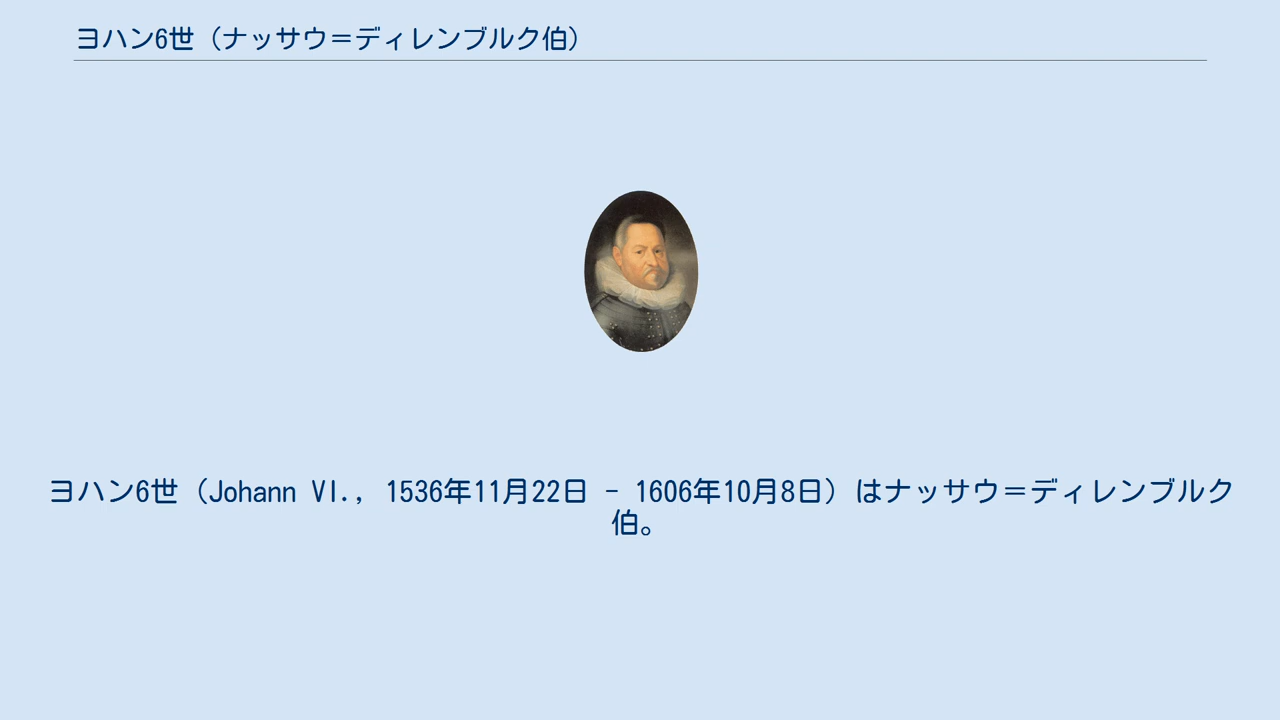 ヨハン6世（ナッサウ＝ディレンブルク伯）
ヨハン6世（Johann VI., 1536年11月22日 - 1606年10月8日）はナッサウ＝ディレンブルク
伯。